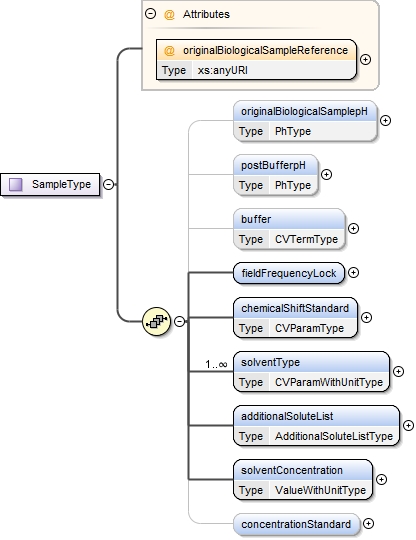 @ Attributes
@ originalBiologicalSampleReference
Type xs:anyURI
originalBiologicalSamplepH
Type PhType
postBufferpH
Type PhType
buffer
Type CVTermType
SampleType
fieldFrequencyLock
chemicalShiftStandard
Type CVParamType
1..∞
solventType
Type CVParamWithUnitType
additionalSoluteList
Type AdditionalSoluteListType
solventConcentration
Type ValueWithUnitType
concentrationStandard